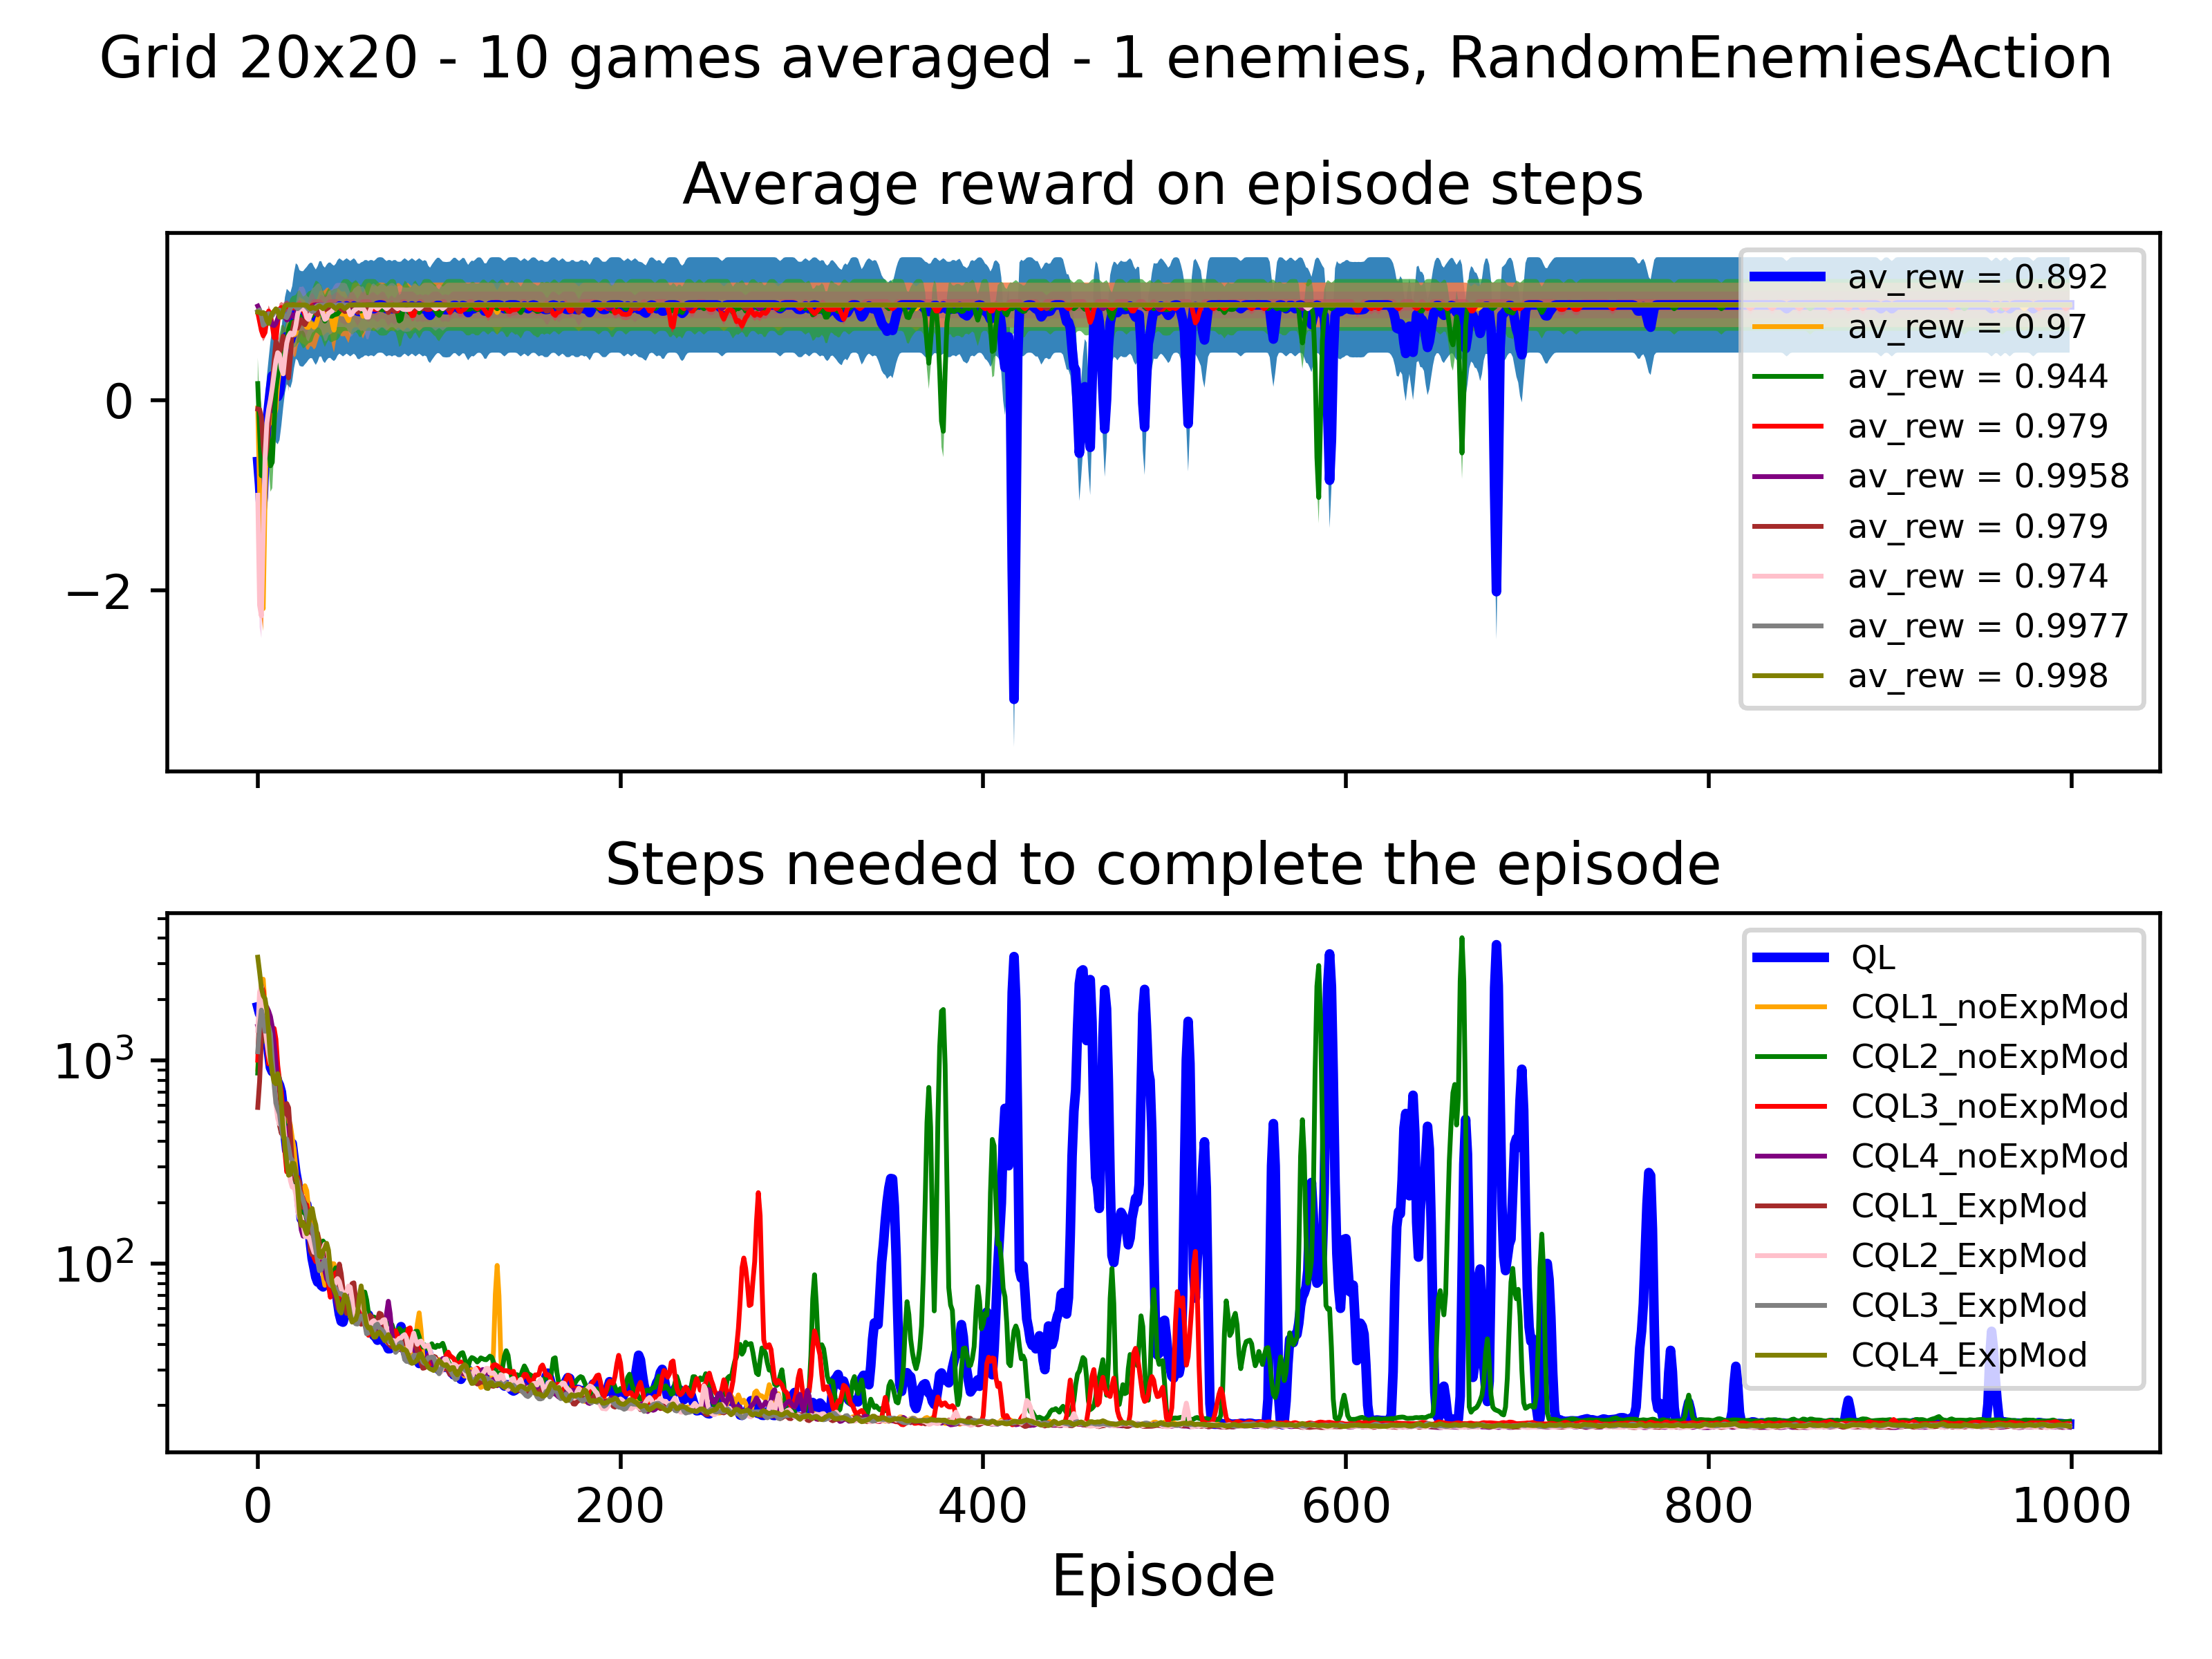 Grid 20x20 - 10 games averaged - 1 enemies, RandomEnemiesAction
Average reward on episode steps
0
−2
av_rew = 0.892
av_rew = 0.97
av_rew = 0.944
av_rew = 0.979
av_rew = 0.9958
av_rew = 0.979
av_rew = 0.974
av_rew = 0.9977
av_rew = 0.998
Steps needed to complete the episode
10³
10²
QL
CQL1_noExpMod
CQL2_noExpMod
CQL3_noExpMod
CQL4_noExpMod
CQL1_ExpMod
CQL2_ExpMod
CQL3_ExpMod
CQL4_ExpMod
0 200 400 600 800 1000
Episode